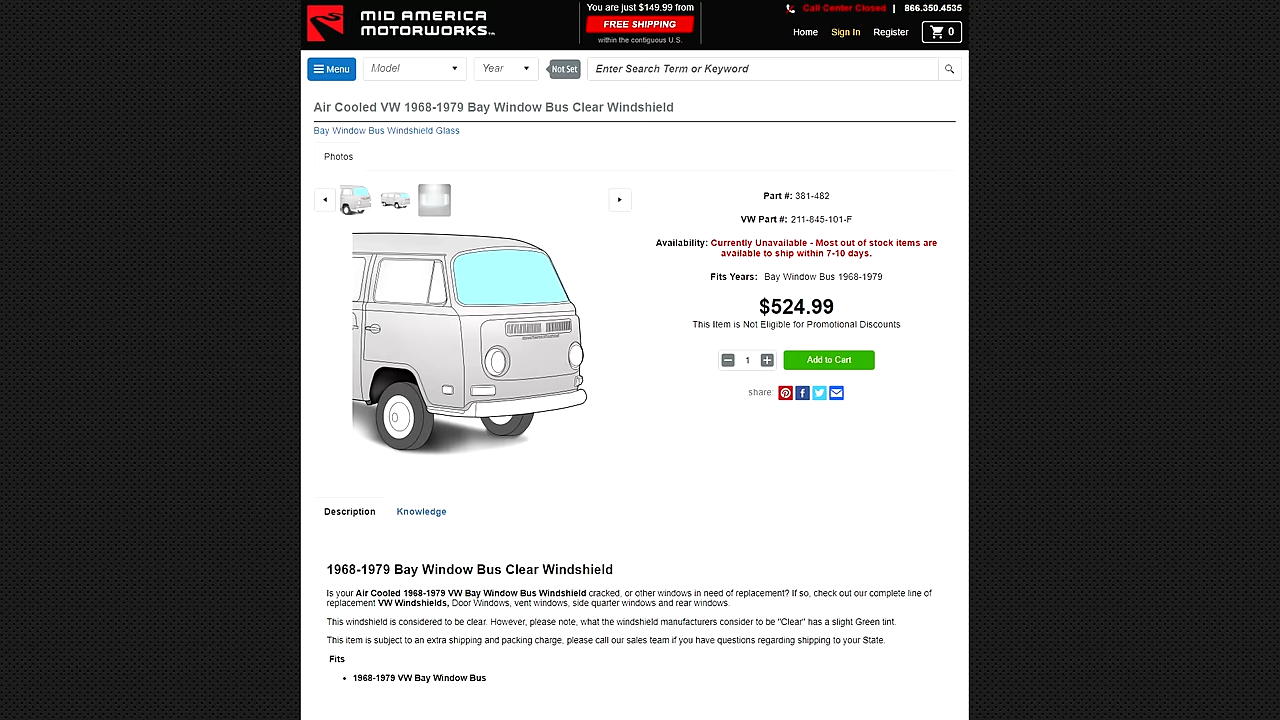 MID AMERICA
MOTORWORKS
You are just $149.99 from
FREE SHIPPING
within the contiguous U.S.
Call Center Closed | 866.350.4535
Home Sign In Register 0
Menu Model Year Not Set Enter Search Term or Keyword
Air Cooled VW 1968-1979 Bay Window Bus Clear Windshield
Bay Window Bus Windshield Glass
Photos
Part #: 381-482
VW Part #: 211-845-101-F
Availability: Currently Unavailable - Most out of stock items are
available to ship within 7-10 days.
Fits Years: Bay Window Bus 1968-1979
$524.99
This Item is Not Eligible for Promotional Discounts
1 Add to Cart
share:
Description Knowledge
1968-1979 Bay Window Bus Clear Windshield
Is your Air Cooled 1968-1979 VW Bay Window Bus Windshield cracked, or other windows in need of replacement? If so, check out our complete line of
replacement VW Windshields, Door Windows, vent windows, side quarter windows and rear windows.
This windshield is considered to be clear. However, please note, what the windshield manufacturers consider to be "Clear" has a slight Green tint.
This item is subject to an extra shipping and packing charge, please call our sales team if you have questions regarding shipping to your State.
Fits
• 1968-1979 VW Bay Window Bus